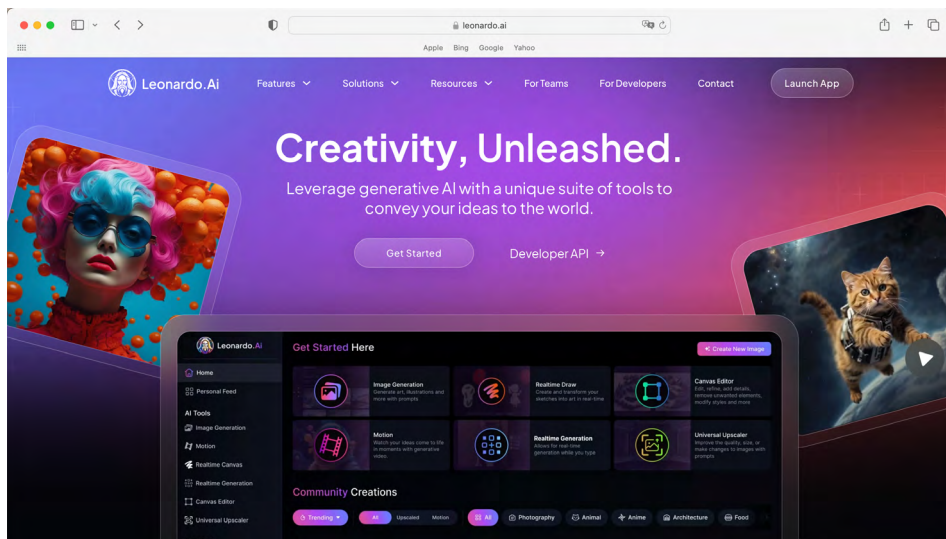 leonardo.ai
Apple Bing Google Yahoo
Leonardo.Ai
Features Solutions Resources For Teams For Developers Contact Launch App
Creativity, Unleashed.
Leverage generative AI with a unique suite of tools to
convey your ideas to the world.
Get Started Developer API →
Leonardo.Ai
Home
Personal Feed
AI Tools
Image Generation
Motion
Realtime Canvas
Realtime Generation
Canvas Editor
Universal Upscaler
Get Started Here
Create New Image
Image Generation
Generate art, illustrations and
more with prompts
Realtime Draw
Create and transform your
sketches into art in real-time
Canvas Editor
Edit, refine, add details,
remove unwanted elements,
modify styles and more
Motion
Watch your ideas come to life
in moments with generative
video.
Realtime Generation
Allows for real-time
generation while you type
Universal Upscaler
Improve the quality, size, or
make changes to images with
prompts
Community Creations
Trending All Upscaled Motion All Photography Animal Anime Architecture Food